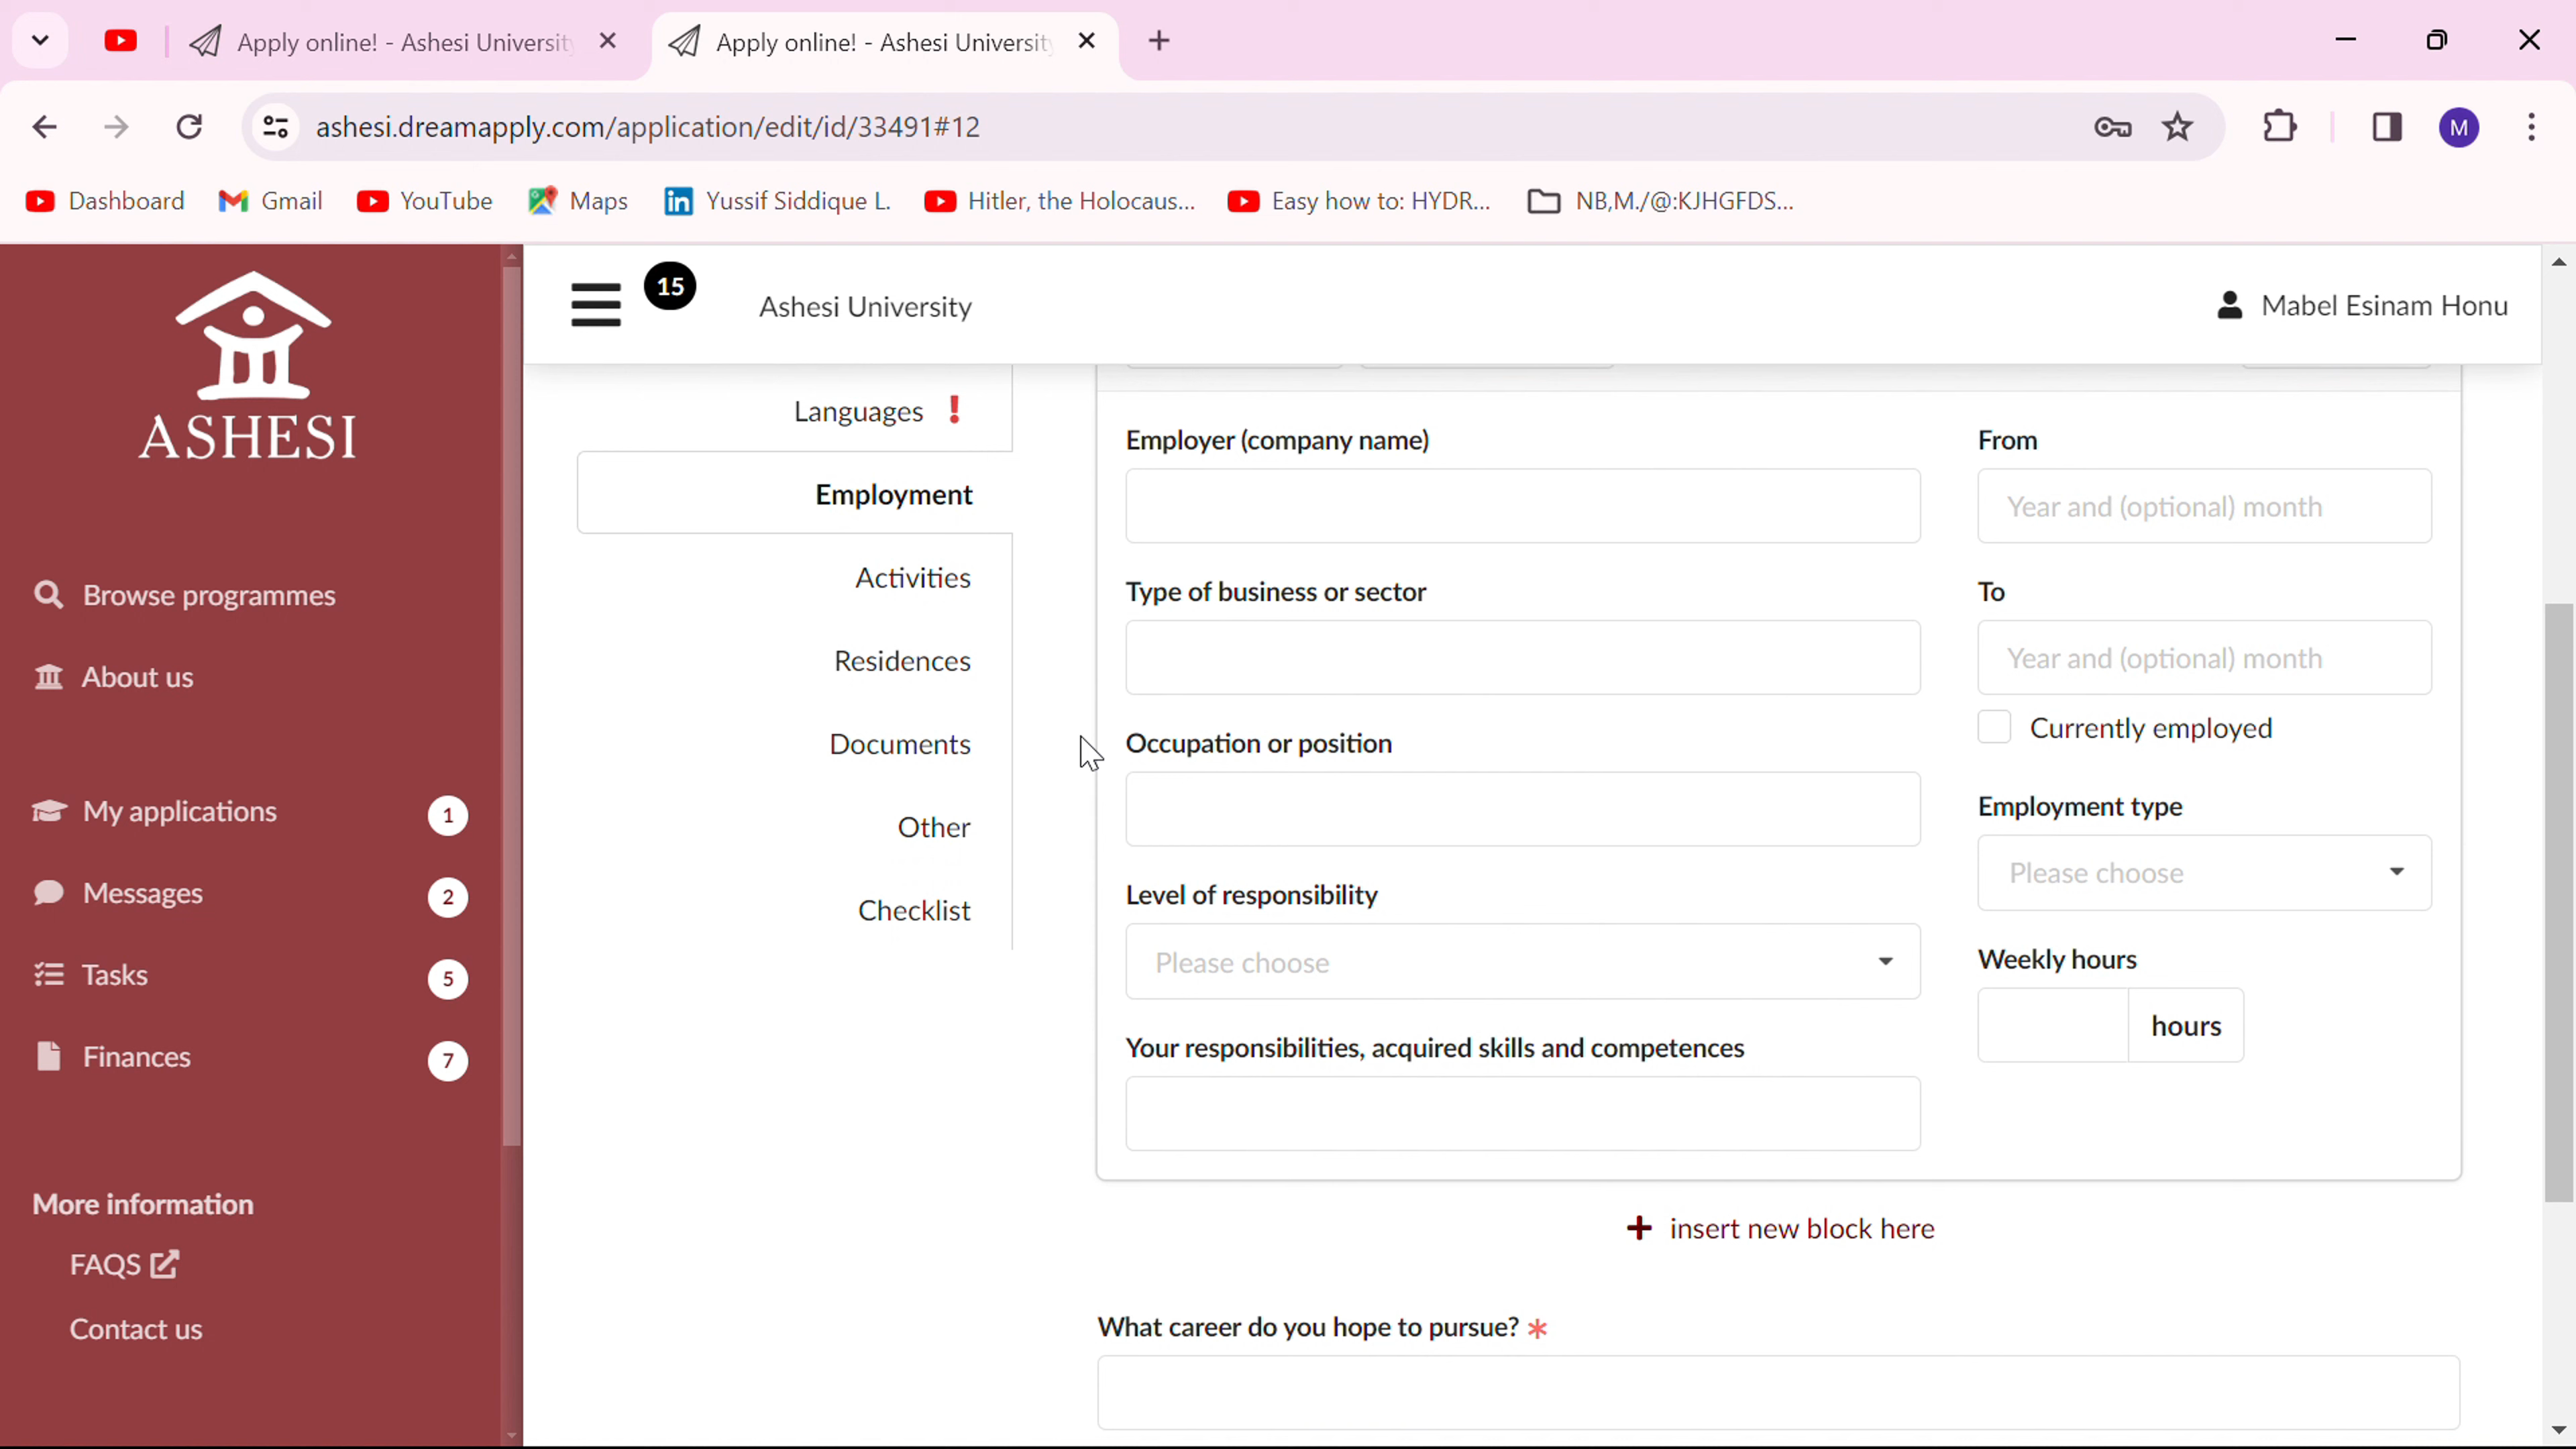 Apply online! - Ashesi University
Apply online! - Ashesi University
ashesi.dreamapply.com/application/edit/id/33491#12
M
Dashboard
Gmail
YouTube
Maps
Yussif Siddique L.
Hitler, the Holocaus...
Easy how to: HYDR...
NB,M./@:KJHGFDS...
ASHESI
Browse programmes
About us
My applications 1
Messages 2
Tasks 5
Finances 7
More information
FAQS
Contact us
15
Ashesi University
Mabel Esinam Honu
Languages !
Employment
Activities
Residences
Documents
Other
Checklist
Employer (company name)
Type of business or sector
Occupation or position
Level of responsibility
Please choose
Your responsibilities, acquired skills and competences
From
Year and (optional) month
To
Year and (optional) month
Currently employed
Employment type
Please choose
Weekly hours
hours
+ insert new block here
What career do you hope to pursue? *